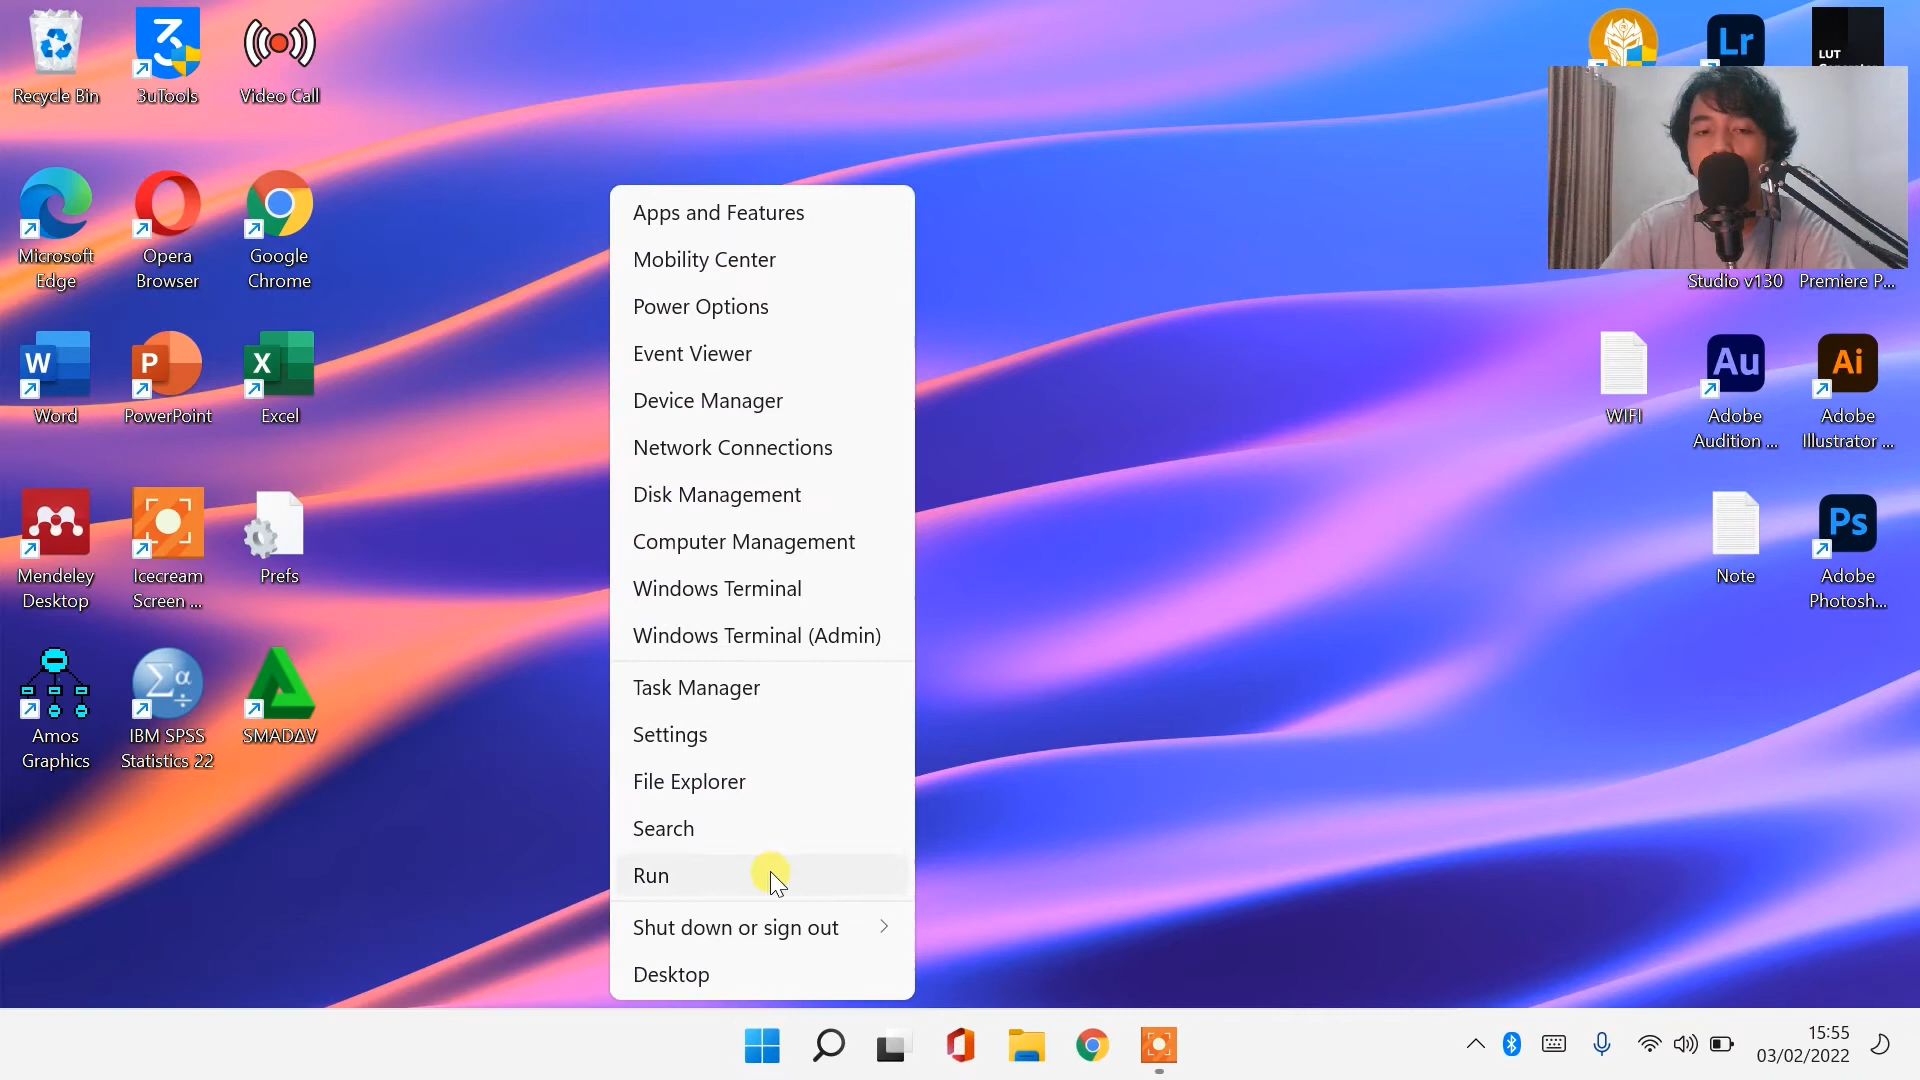 Recycle Bin
3uTools
Video Call
Microsoft
Edge
Opera
Browser
Google
Chrome
W
Word
P
PowerPoint
X
Excel
Mendeley
Desktop
Icecream
Screen ...
Prefs
Amos
Graphics
Σα
IBM SPSS
Statistics 22
SMADΔV
Apps and Features
Mobility Center
Power Options
Event Viewer
Device Manager
Network Connections
Disk Management
Computer Management
Windows Terminal
Windows Terminal (Admin)
Task Manager
Settings
File Explorer
Search
Run
Shut down or sign out
Desktop
Lr
LUT
Studio v130
Premiere P...
WIFI
Au
Adobe
Audition ...
Ai
Adobe
Illustrator ...
Note
Ps
Adobe
Photosh...
15:55
03/02/2022